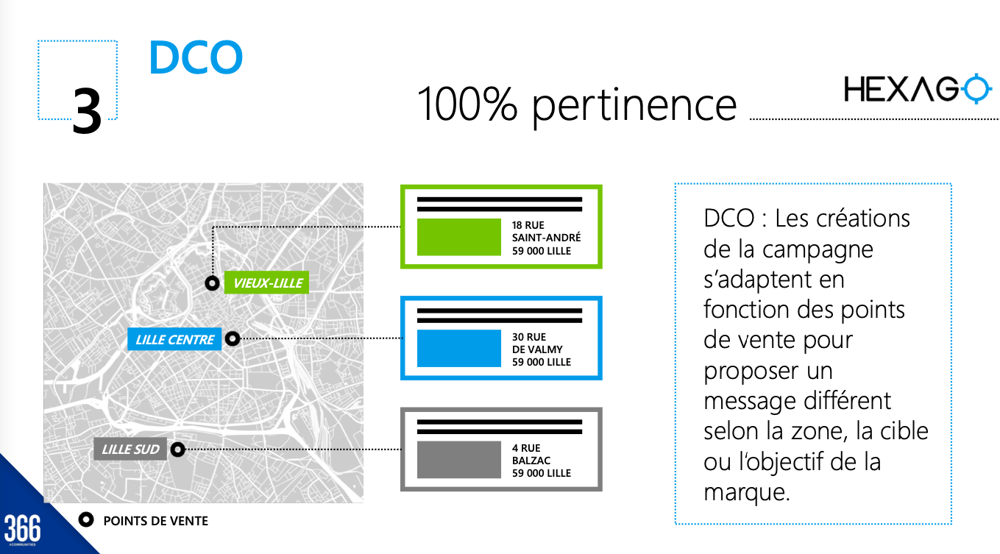 DCO
3
100% pertinence
HEXAGO
VIEUX-LILLE
LILLE CENTRE
LILLE SUD
POINTS DE VENTE
18 RUE
SAINT-ANDRÉ
59 000 LILLE
30 RUE
DE VALMY
59 000 LILLE
4 RUE
BALZAC
59 000 LILLE
DCO : Les créations
de la campagne
s’adaptent en
fonction des points
de vente pour
proposer un
message différent
selon la zone, la cible
ou l’objectif de la
marque.
366
#COMMUNITIES